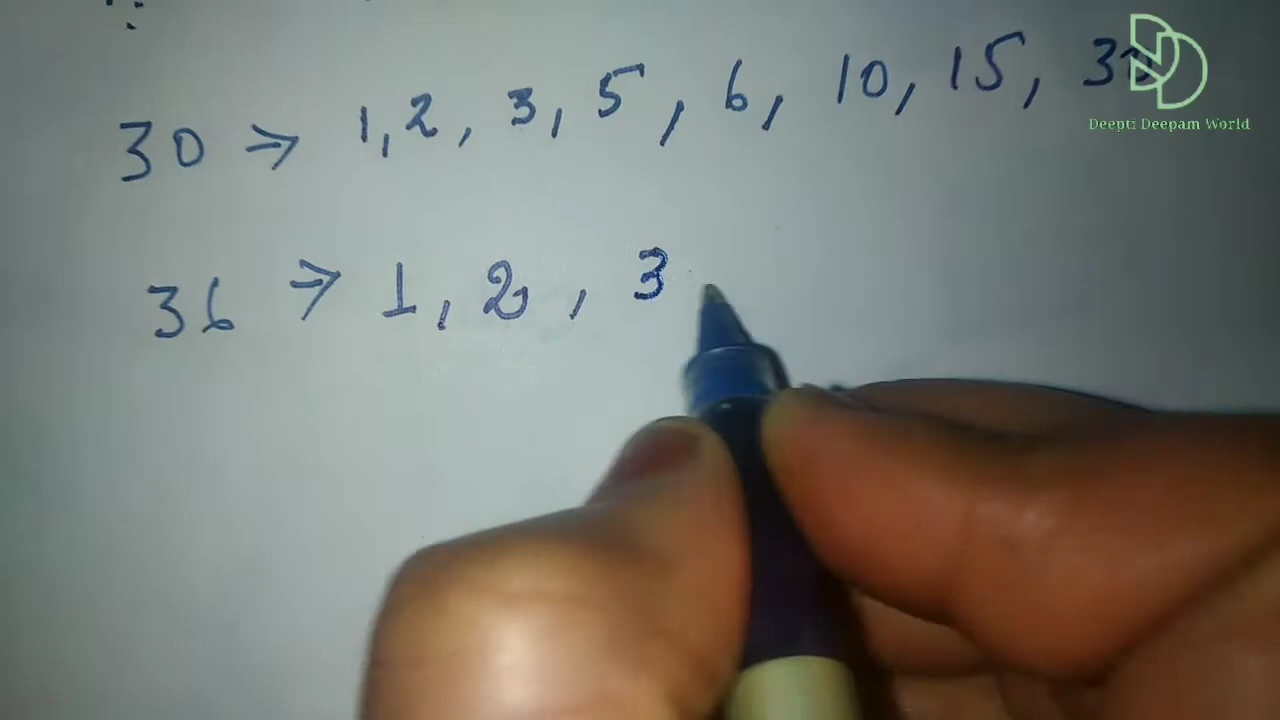 30 → 1, 2, 3, 5, 6, 10, 15, 30
Deepti Deepam World
36 → 1, 2, 3